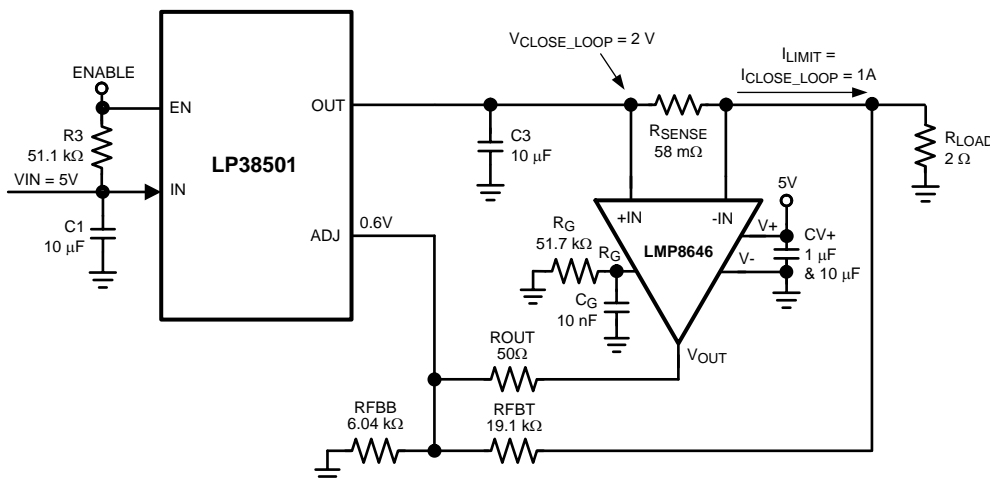 VCLOSE_LOOP = 2 V
ILIMIT =
ICLOSE_LOOP = 1A
ENABLE
EN
OUT
R3
51.1 kΩ
C3
10 µF
RSENSE
58 mΩ
RLOAD
2 Ω
LP38501
VIN = 5V
IN
5V
+IN
-IN
V+
C1
10 µF
0.6V
ADJ
RG
51.7 kΩ
RG
LMP8646
V-
CV+
1 µF
& 10 µF
CG
10 nF
ROUT
50Ω
VOUT
RFBB
6.04 kΩ
RFBT
19.1 kΩ